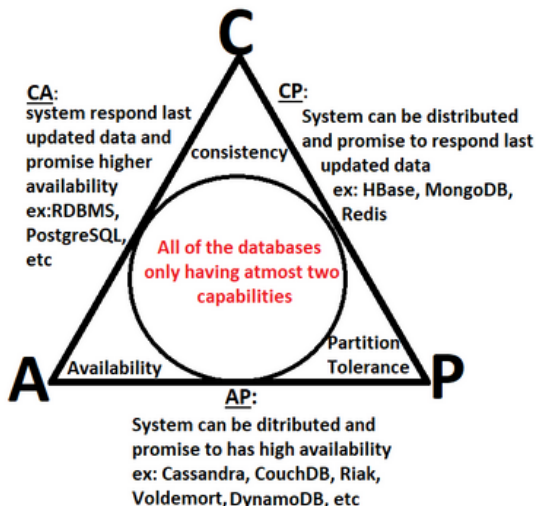 C
CA:
system respond last
updated data and
promise higher
availability
ex:RDBMS,
PostgreSQL,
etc
CP:
System can be distributed
and promise to respond last
updated data
ex: HBase, MongoDB,
Redis
consistency
All of the databases
only having atmost two
capabilities
Availability
Partition
Tolerance
A
P
AP:
System can be ditributed and
promise to has high availability
ex: Cassandra, CouchDB, Riak,
Voldemort, DynamoDB, etc